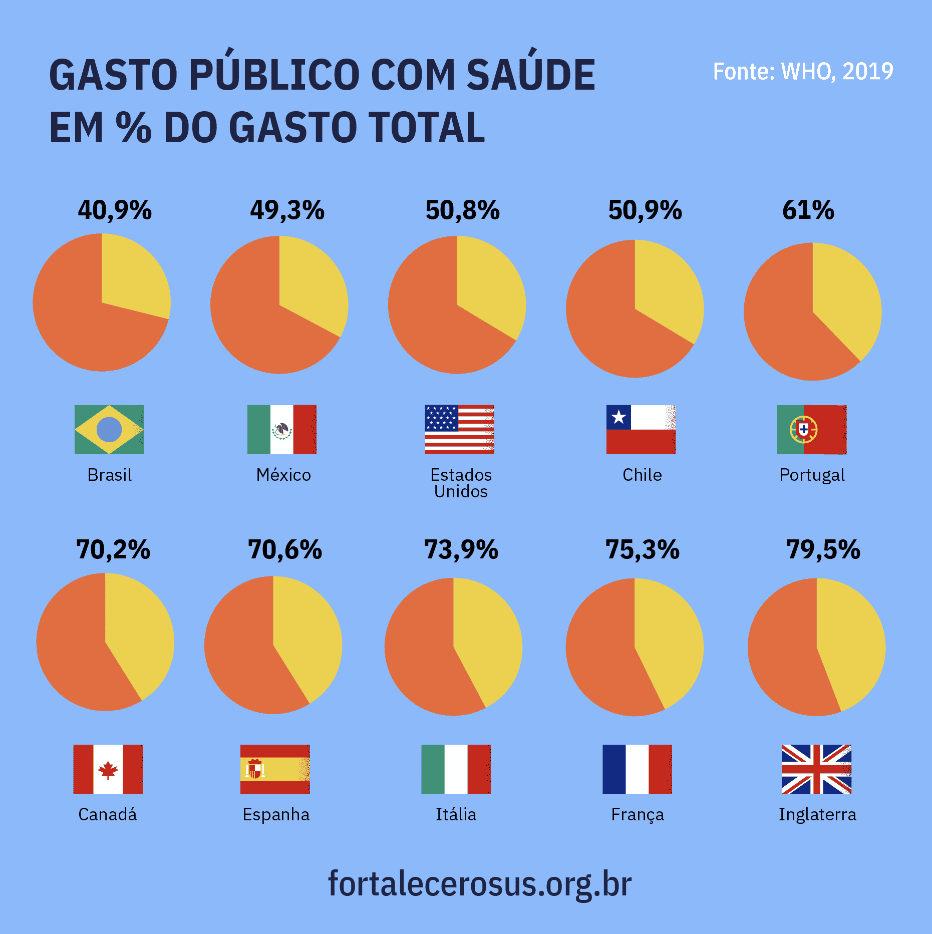 GASTO PÚBLICO COM SAÚDE
EM % DO GASTO TOTAL
Fonte: WHO, 2019
40,9%
49,3%
50,8%
50,9%
61%
Brasil
México
Estados
Unidos
Chile
Portugal
70,2%
70,6%
73,9%
75,3%
79,5%
Canadá
Espanha
Itália
França
Inglaterra
fortalecerosus.org.br